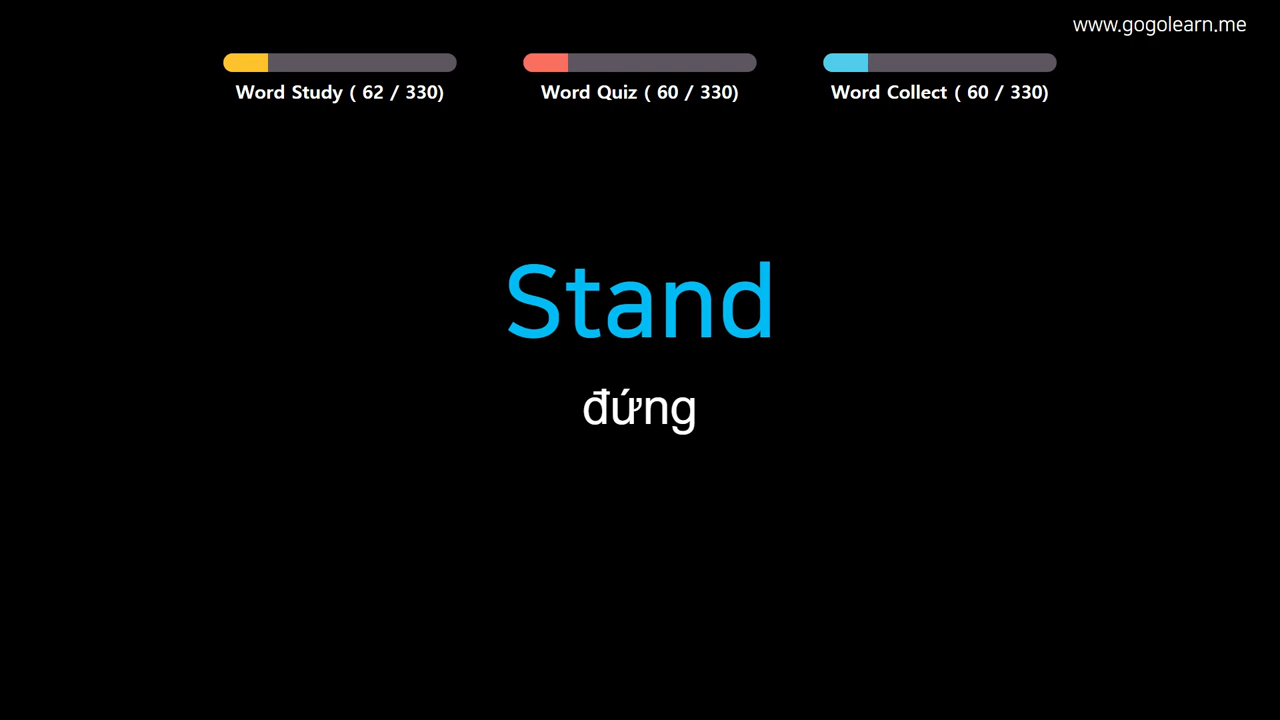 www.gogolearn.me
Word Study ( 62 / 330)
Word Quiz ( 60 / 330)
Word Collect ( 60 / 330)
Stand
đứng